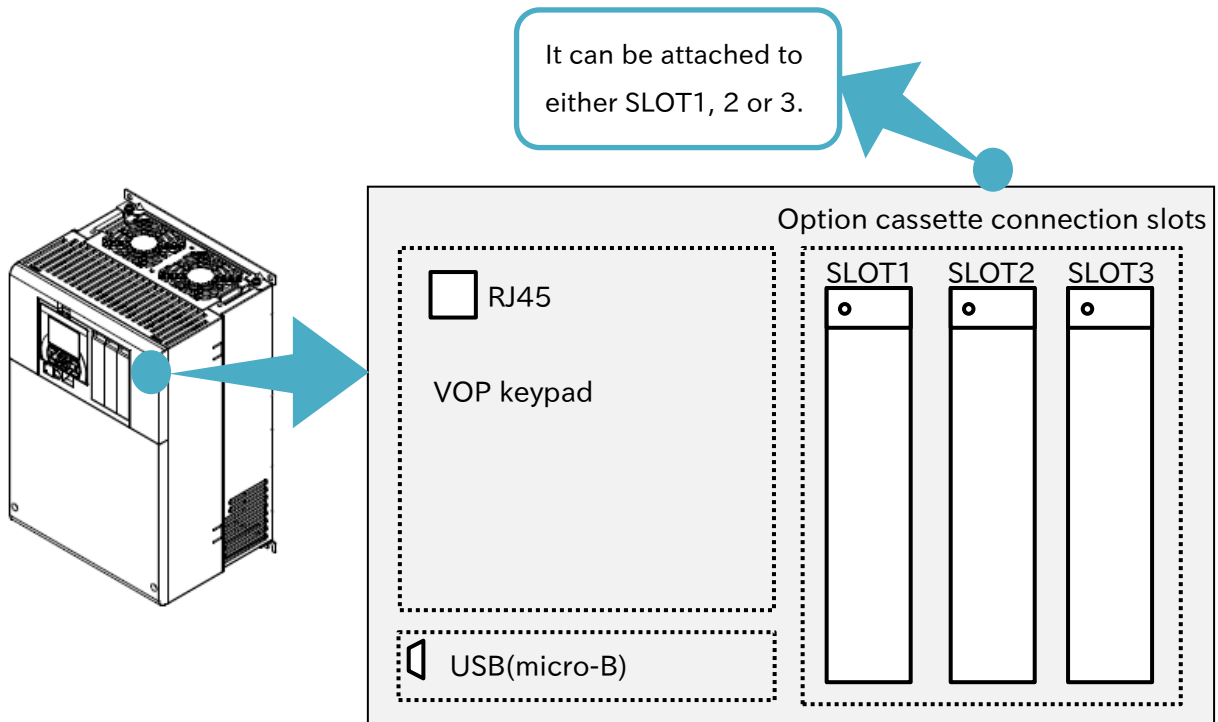 It can be attached to
either SLOT1, 2 or 3.
Option cassette connection slots
SLOT1 SLOT2 SLOT3
RJ45
VOP keypad
USB(micro-B)